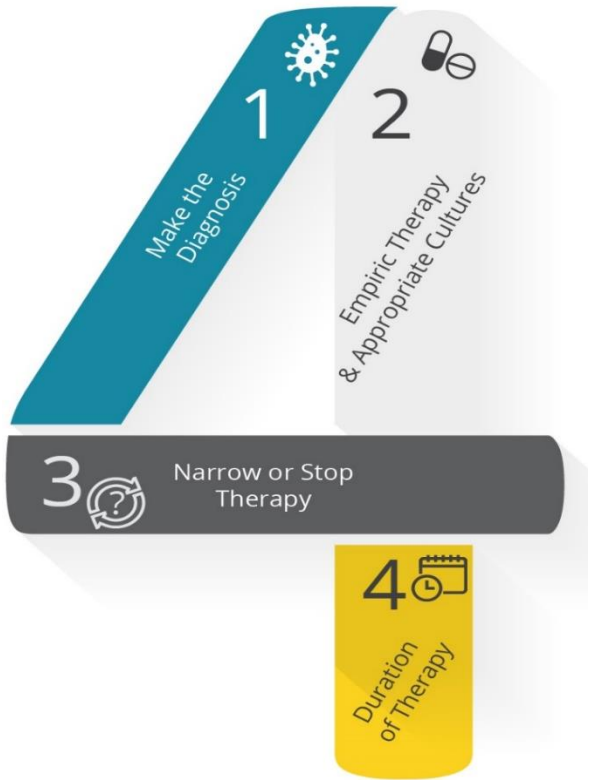 1
Make the
Diagnosis
2
Empiric Therapy
& Appropriate Cultures
3
?
Narrow or Stop
Therapy
4
Duration
of Therapy